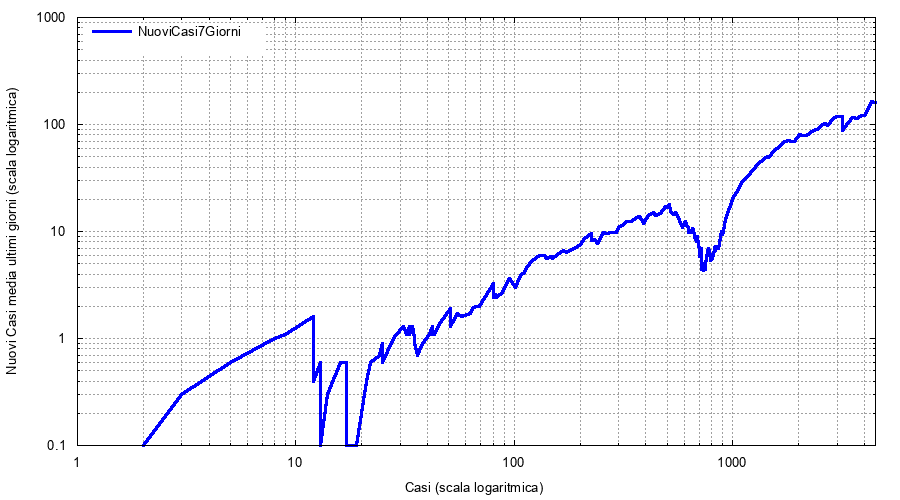 1000
NuoviCasi7Giorni
100
10
1
0.1
Nuovi Casi media ultimi giorni (scala logaritmica)
1 10 100 1000
Casi (scala logaritmica)